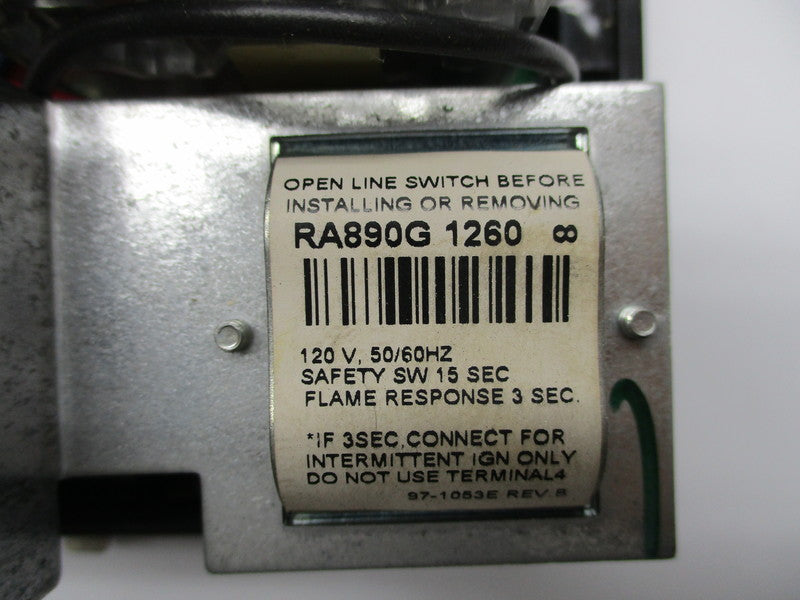 OPEN LINE SWITCH BEFORE
INSTALLING OR REMOVING
RA890G 1260 8
120 V, 50/60HZ
SAFETY SW 15 SEC
FLAME RESPONSE 3 SEC.
*IF 3SEC,CONNECT FOR
INTERMITTENT IGN ONLY
DO NOT USE TERMINAL4
97-1053E REV.B